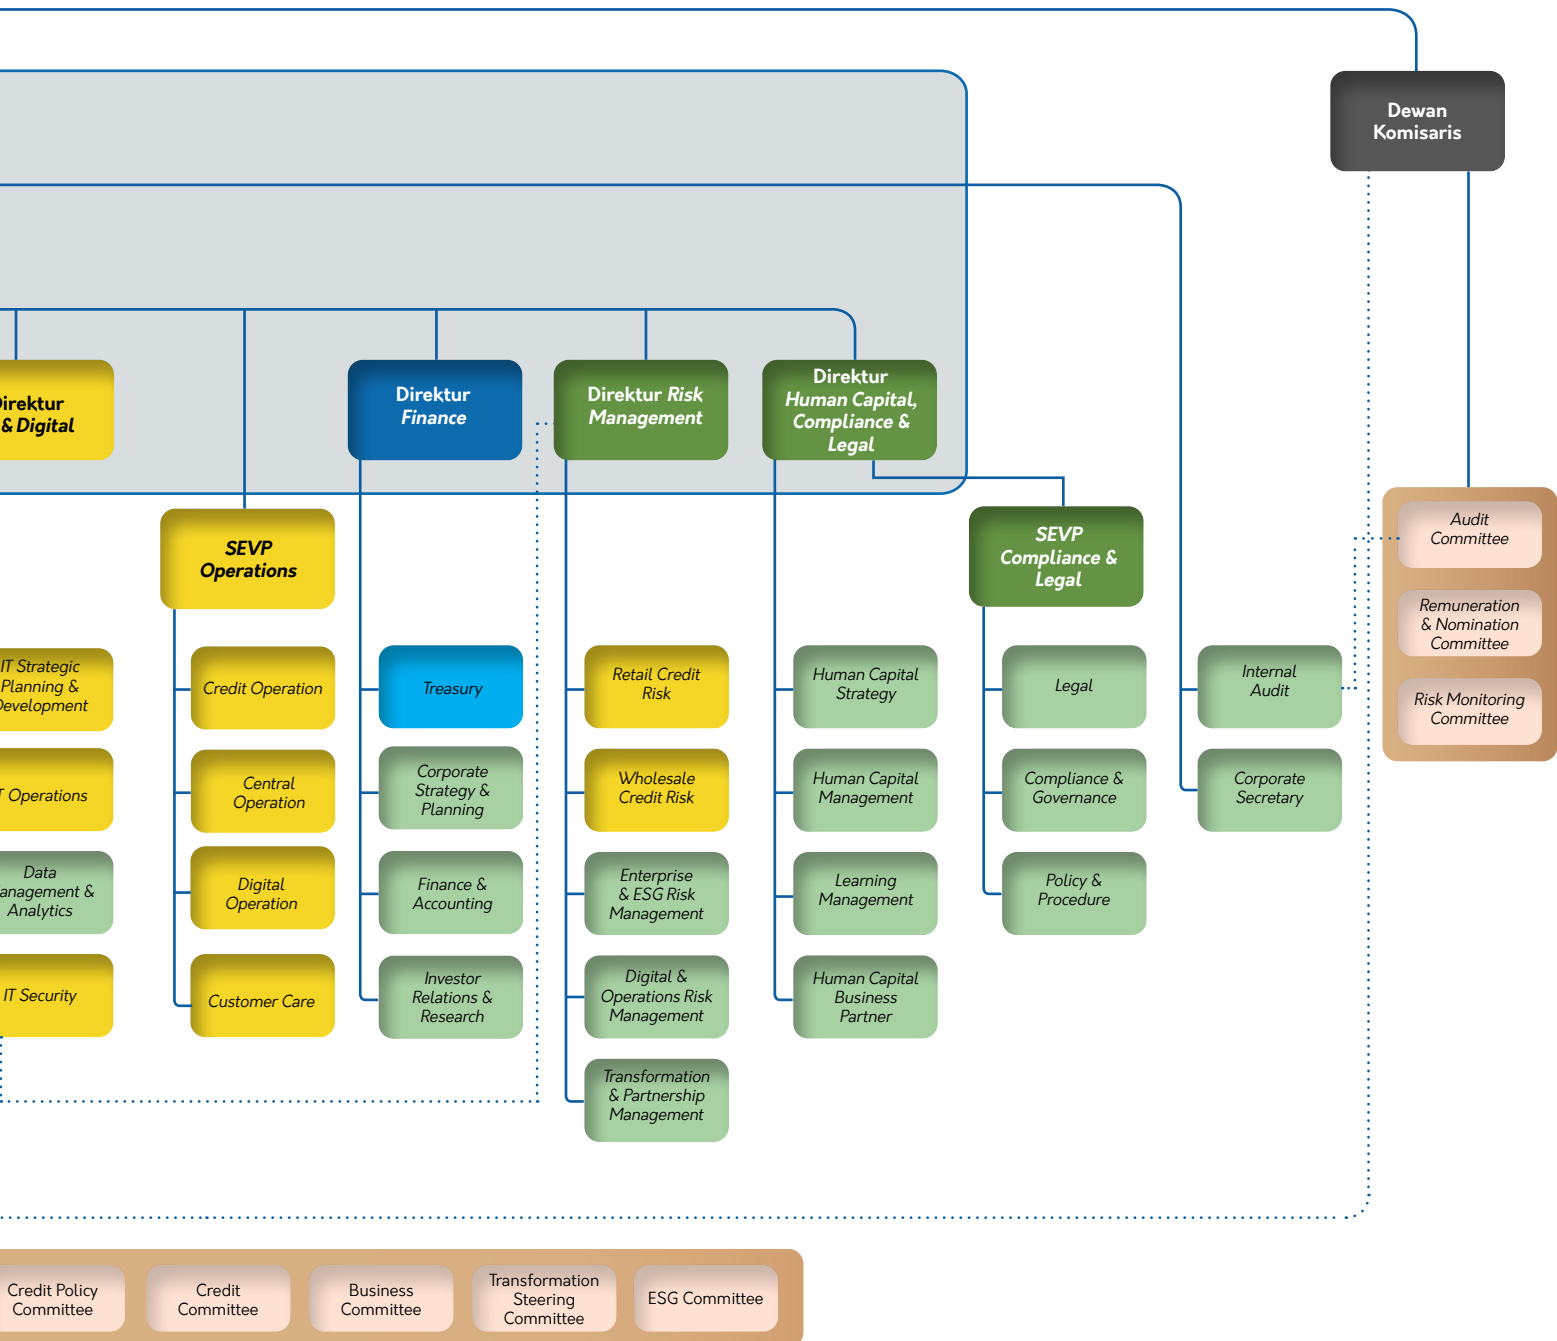 Dewan
Komisaris
Direktur
& Digital
Direktur
Finance
Direktur Risk
Management
Direktur
Human Capital,
Compliance &
Legal
SEVP
Operations
SEVP
Compliance &
Legal
Audit
Committee
Remuneration
& Nomination
Committee
Risk Monitoring
Committee
IT Strategic
Planning &
Development
IT Operations
Data
Management &
Analytics
IT Security
Credit Operation
Central
Operation
Digital
Operation
Customer Care
Treasury
Corporate
Strategy &
Planning
Finance &
Accounting
Investor
Relations &
Research
Retail Credit
Risk
Wholesale
Credit Risk
Enterprise
& ESG Risk
Management
Digital &
Operations Risk
Management
Transformation
& Partnership
Management
Human Capital
Strategy
Human Capital
Management
Learning
Management
Human Capital
Business
Partner
Legal
Compliance &
Governance
Policy &
Procedure
Internal
Audit
Corporate
Secretary
Credit Policy
Committee
Credit
Committee
Business
Committee
Transformation
Steering
Committee
ESG Committee